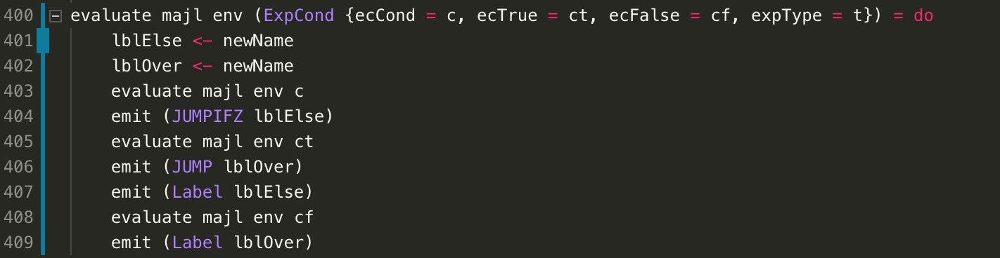 400 evaluate majl env (ExpCond {ecCond = c, ecTrue = ct, ecFalse = cf, expType = t}) = do
401 lblElse <- newName
402 lblOver <- newName
403 evaluate majl env c
404 emit (JUMPIFZ lblElse)
405 evaluate majl env ct
406 emit (JUMP lblOver)
407 emit (Label lblElse)
408 evaluate majl env cf
409 emit (Label lblOver)